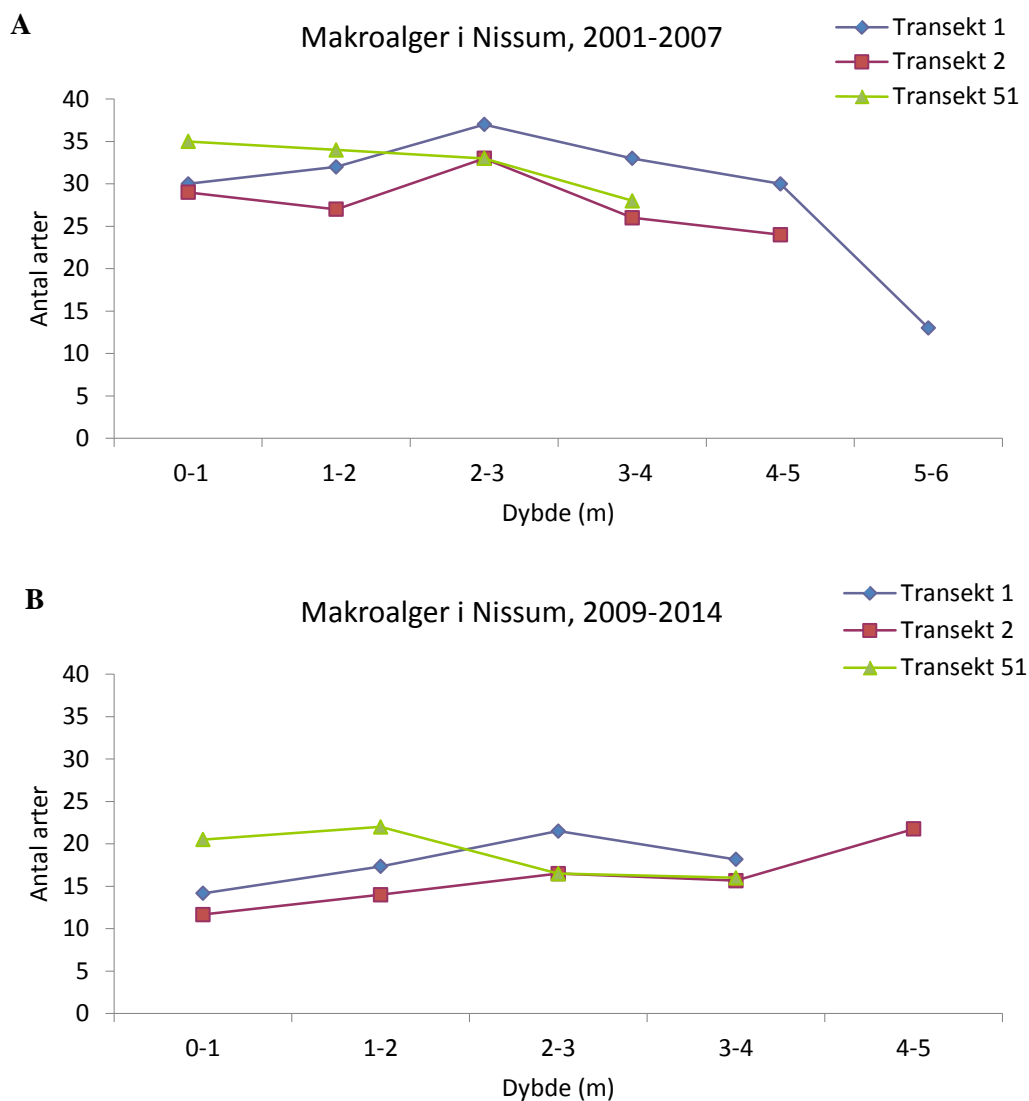 A
Makroalger i Nissum, 2001-2007
Transekt 1
Transekt 2
Transekt 51
40
35
30
25
20
15
10
5
0
Antal arter
0-1 1-2 2-3 3-4 4-5 5-6
Dybde (m)
B
Makroalger i Nissum, 2009-2014
Transekt 1
Transekt 2
Transekt 51
40
35
30
25
20
15
10
5
0
Antal arter
0-1 1-2 2-3 3-4 4-5
Dybde (m)